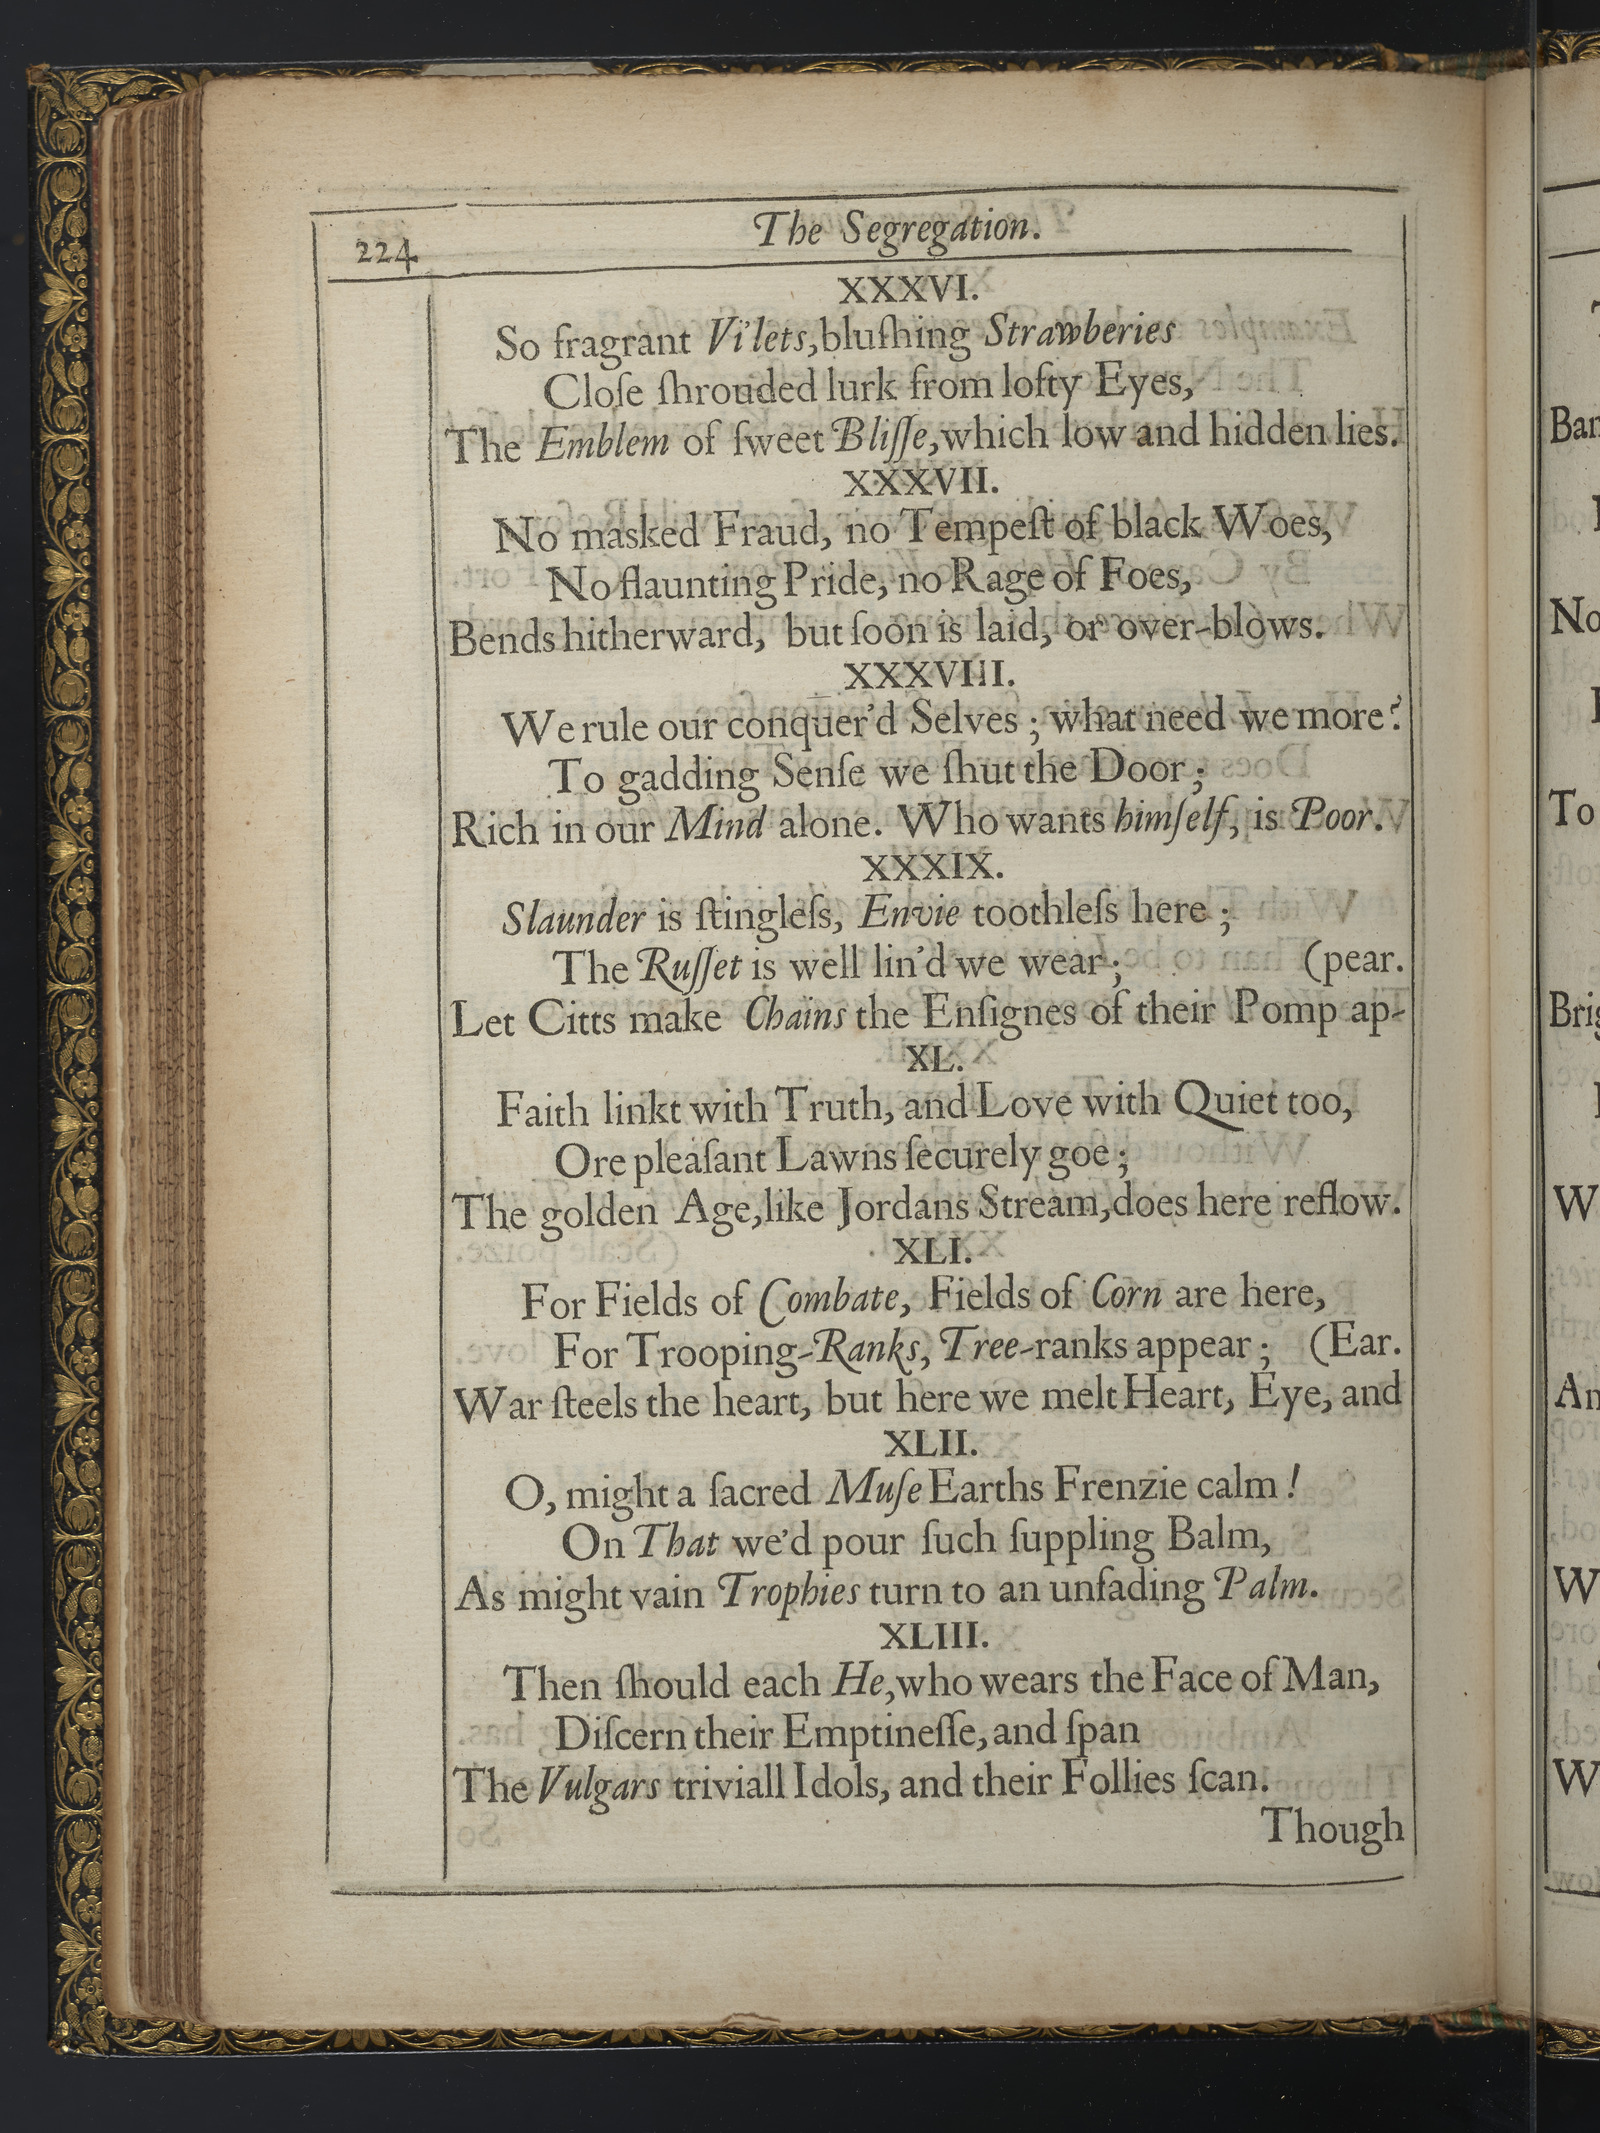 The Segregation.
224
XXXVI.
So fragrant Vi'lets, bluſhing Strawberies
Cloſe ſhrouded lurk from lofty Eyes,
The Emblem of ſweet Bliſſe, which low and hidden lies.
XXXVII.
No masked Fraud, no Tempeſt of black Woes,
No flaunting Pride, no Rage of Foes,
Bends hitherward, but ſoon is laid, or over-blows.
XXXVIII.
We rule our conquer'd Selves ; what need we more?
To gadding Senſe we ſhut the Door ;
Rich in our Mind alone. Who wants himſelf, is Poor.
XXXIX.
Slaunder is ſtingleſs, Envie toothleſs here ;
The Ruſſet is well lin'd we wear ; (pear.
Let Citts make Chains the Enſignes of their Pomp ap-
XL.
Faith linkt with Truth, and Love with Quiet too,
Ore pleaſant Lawns ſecurely goe ;
The golden Age, like Jordans Stream, does here reflow.
XLI.
For Fields of Combate, Fields of Corn are here,
For Trooping-Ranks, Tree-ranks appear ; (Ear.
War ſteels the heart, but here we melt Heart, Eye, and
XLII.
O, might a ſacred Muſe Earths Frenzie calm !
On That we'd pour ſuch ſuppling Balm,
As might vain Trophies turn to an unfading Palm.
XLIII.
Then ſhould each He, who wears the Face of Man,
Diſcern their Emptineſſe, and ſpan
The Vulgars triviall Idols, and their Follies ſcan.
Though
No
To
W
W
W